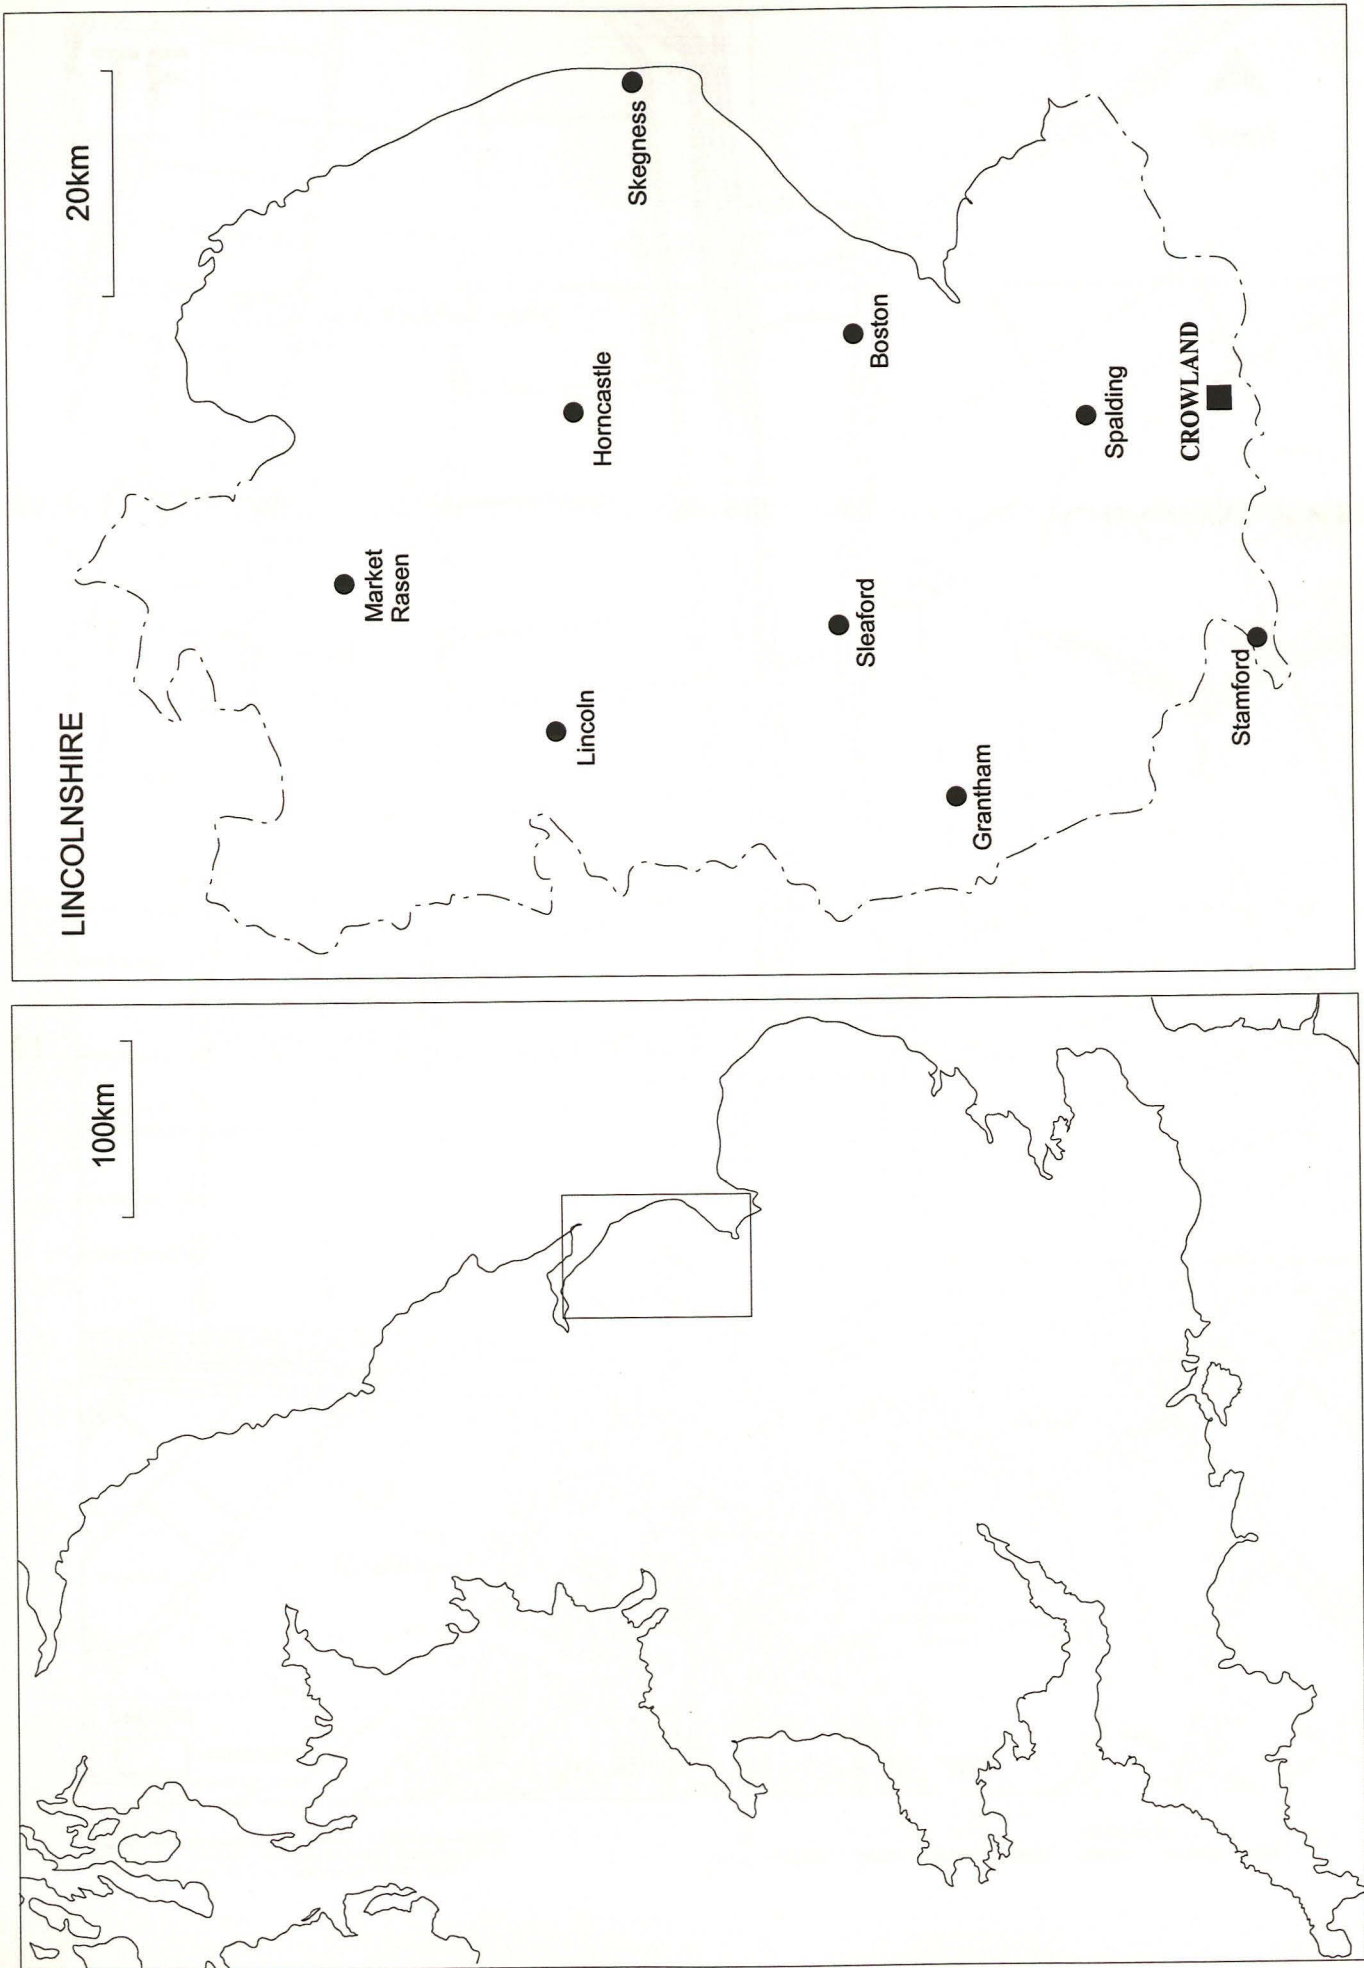 100km
LINCOLNSHIRE
20km
Market
Rasen
Lincoln
Horncastle
Skegness
Sleaford
Boston
Grantham
Spalding
CROWLAND
Stamford